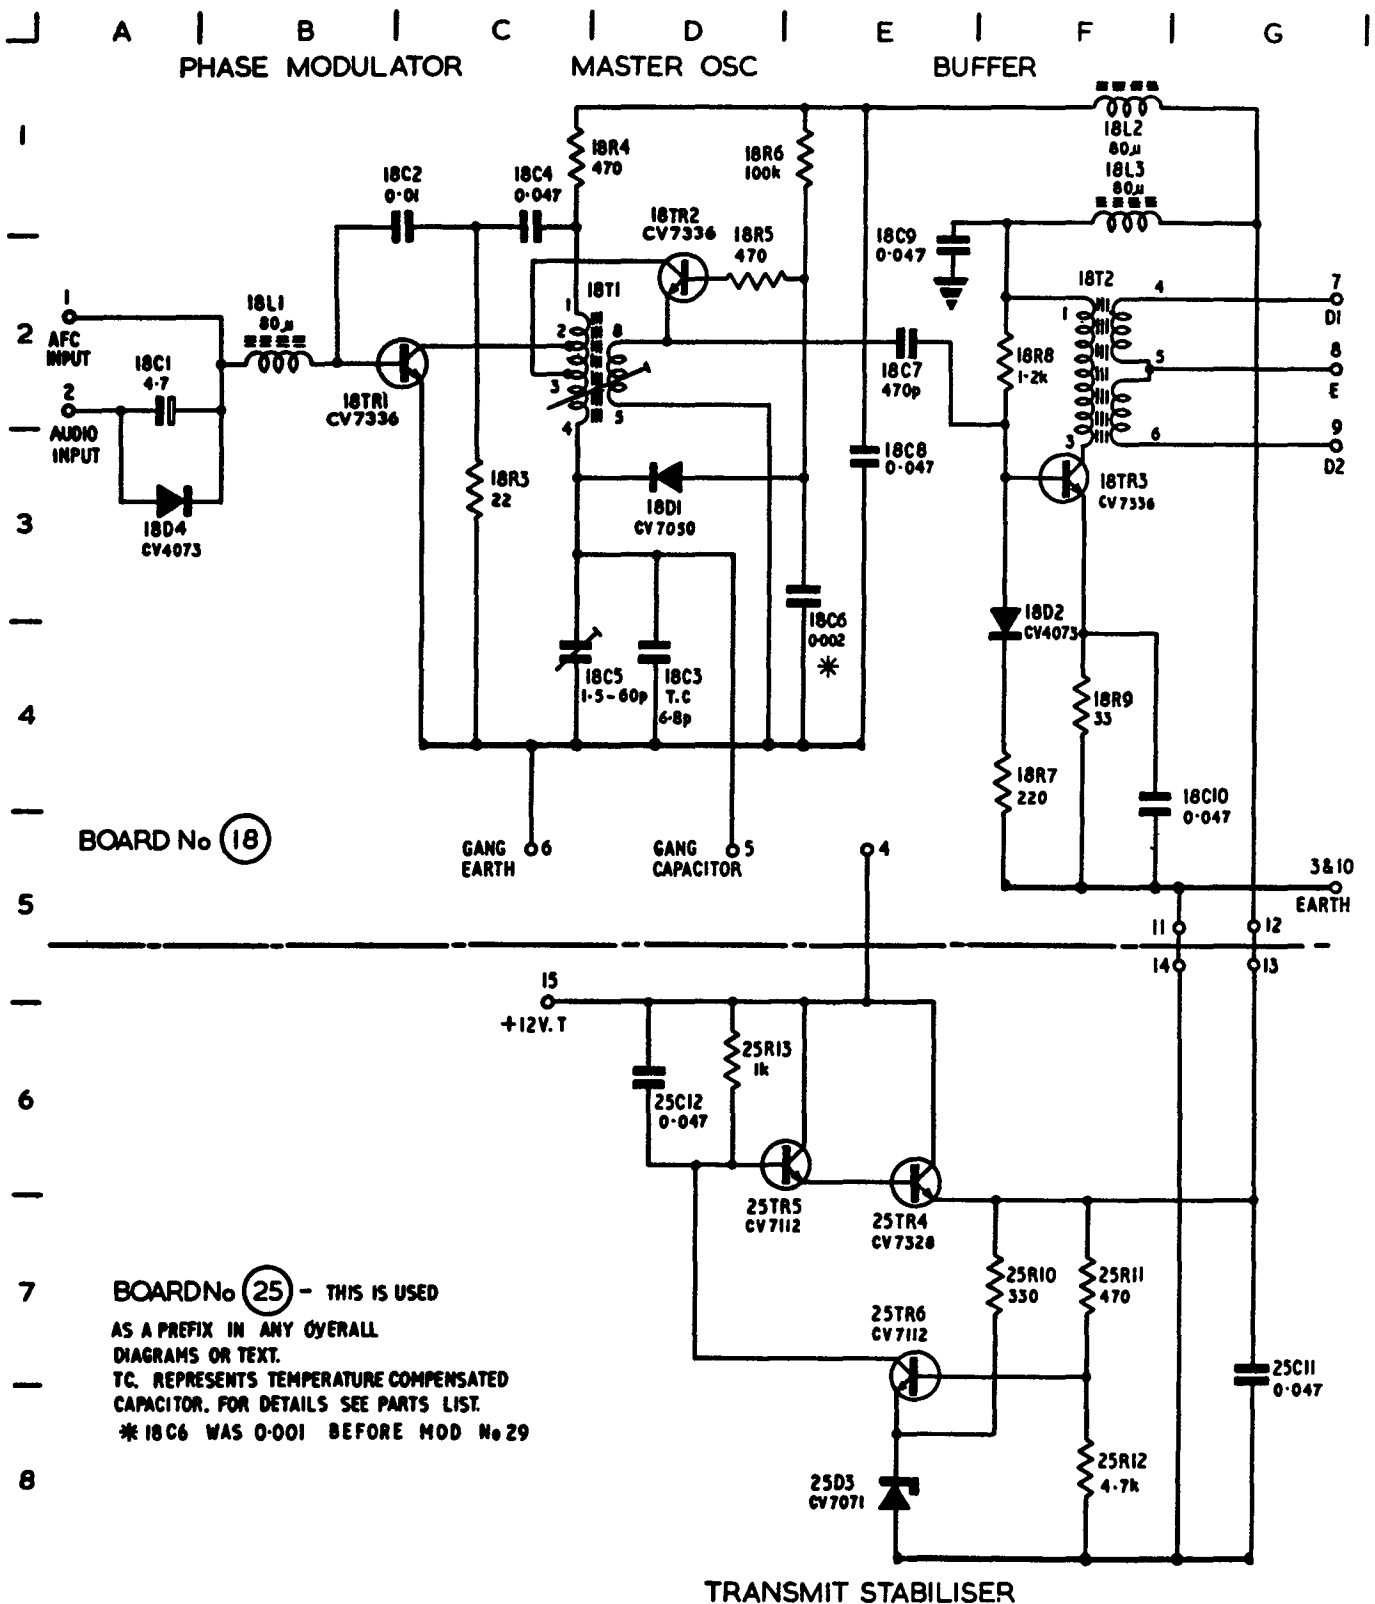 A B C D E F G
PHASE MODULATOR MASTER OSC BUFFER
1
18L2
80µ
18L3
80µ
18R4
470
18R6
100k
18C2
0·01
18C4
0·047
18TR2
CV7336
18R5
470
18C9
0·047
2
1
AFC
INPUT
2
AUDIO
INPUT
18L1
80µ
18C1
4·7
18TR1
CV7336
18T1
1
2
3
4
8
5
18C7
470p
18R8
1·2k
18T2
1
3
4
5
6
7
D1
8
E
9
D2
3
18D4
CV4073
18R3
22
18D1
CV7050
18C8
0·047
18TR3
CV7336
18C6
0·002
*
18D2
CV4073
4
18C5
1·5-60p
18C3
T.C
6·8p
18R9
33
18R7
220
18C10
0·047
BOARD No 18
GANG
EARTH
6
GANG
CAPACITOR
5
4
3&10
EARTH
5
11 12
14 13
15
+12V.T
25R13
1k
6
25C12
0·047
25TR5
CV7112
25TR4
CV7328
7
BOARD No 25 - THIS IS USED
AS A PREFIX IN ANY OVERALL
DIAGRAMS OR TEXT.
TC. REPRESENTS TEMPERATURE COMPENSATED
CAPACITOR. FOR DETAILS SEE PARTS LIST.
* 18C6 WAS 0·001 BEFORE MOD No 29
25R10
330
25R11
470
25TR6
CV7112
25C11
0·047
8
25D3
CV7071
25R12
4·7k
TRANSMIT STABILISER